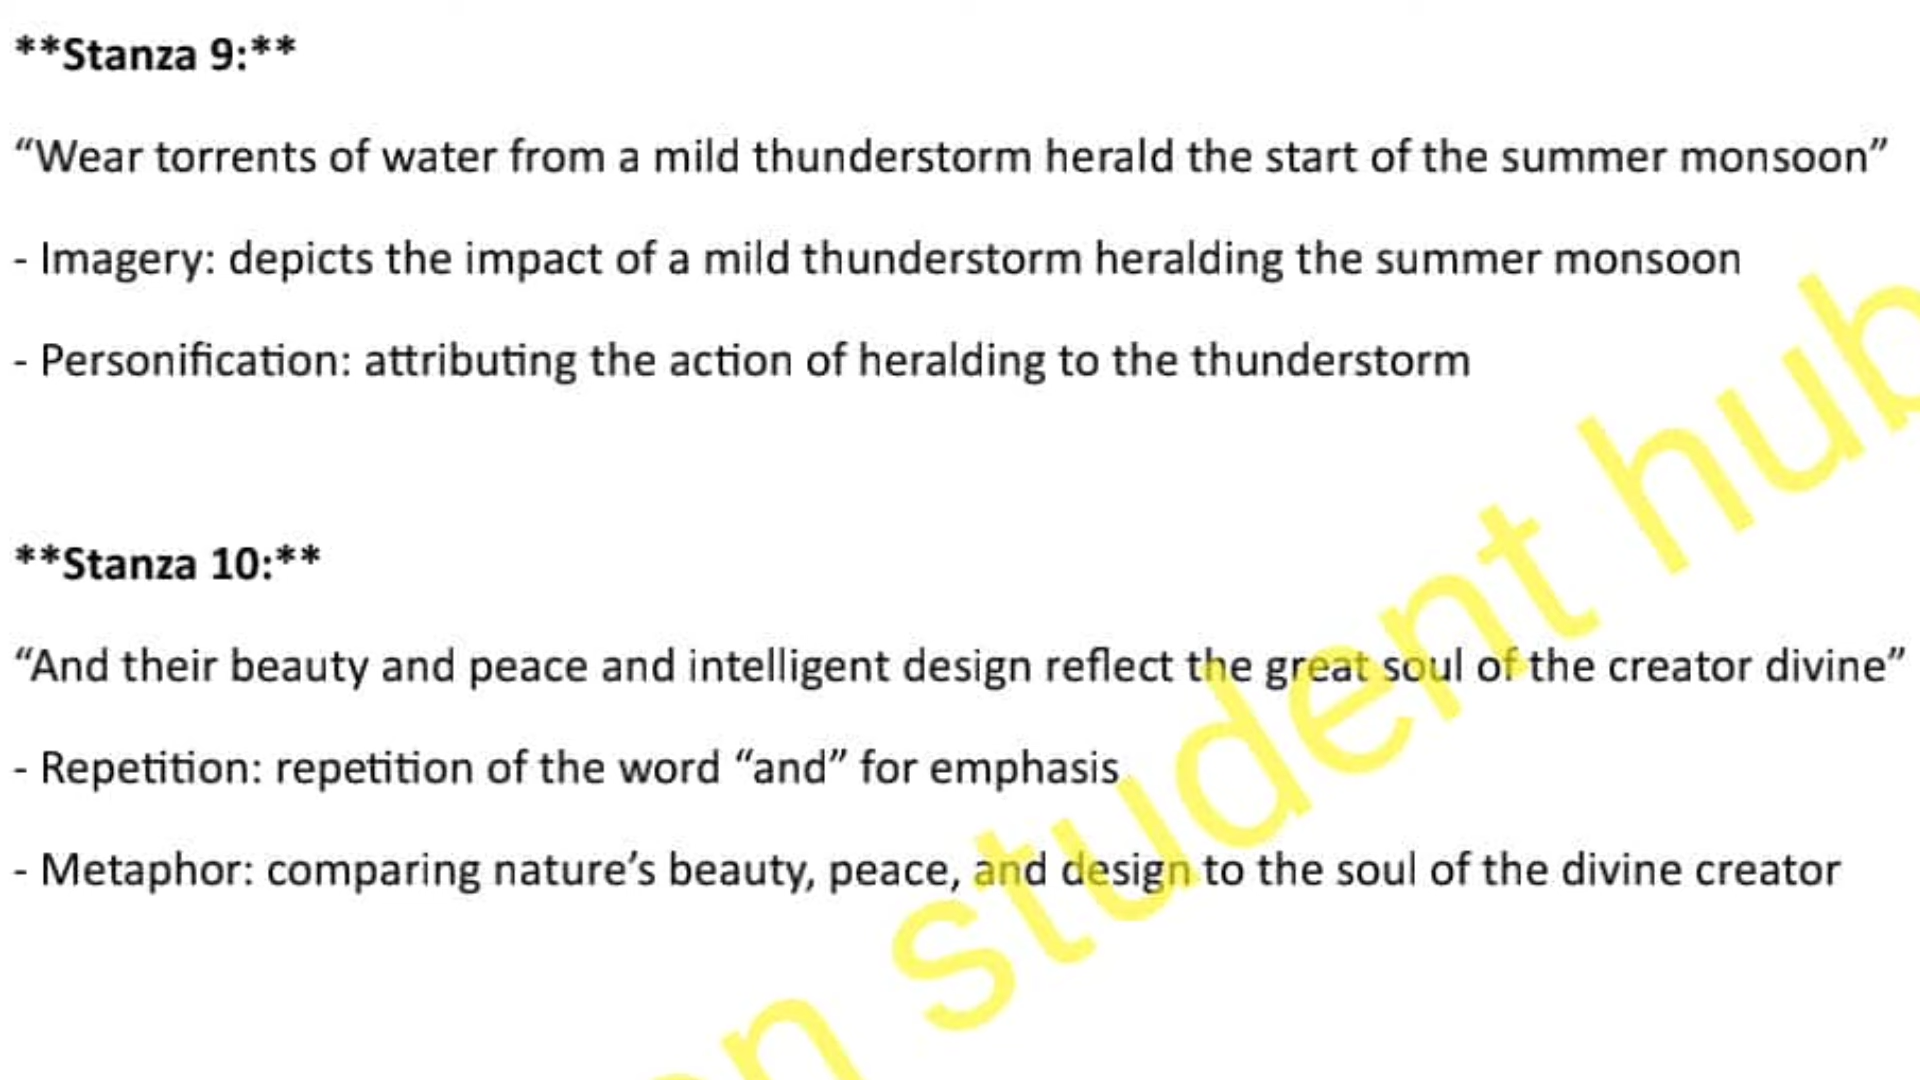 **Stanza 9:**
“Wear torrents of water from a mild thunderstorm herald the start of the summer monsoon”
- Imagery: depicts the impact of a mild thunderstorm heralding the summer monsoon
- Personification: attributing the action of heralding to the thunderstorm
**Stanza 10:**
“And their beauty and peace and intelligent design reflect the great soul of the creator divine”
- Repetition: repetition of the word “and” for emphasis
- Metaphor: comparing nature’s beauty, peace, and design to the soul of the divine creator
student hub